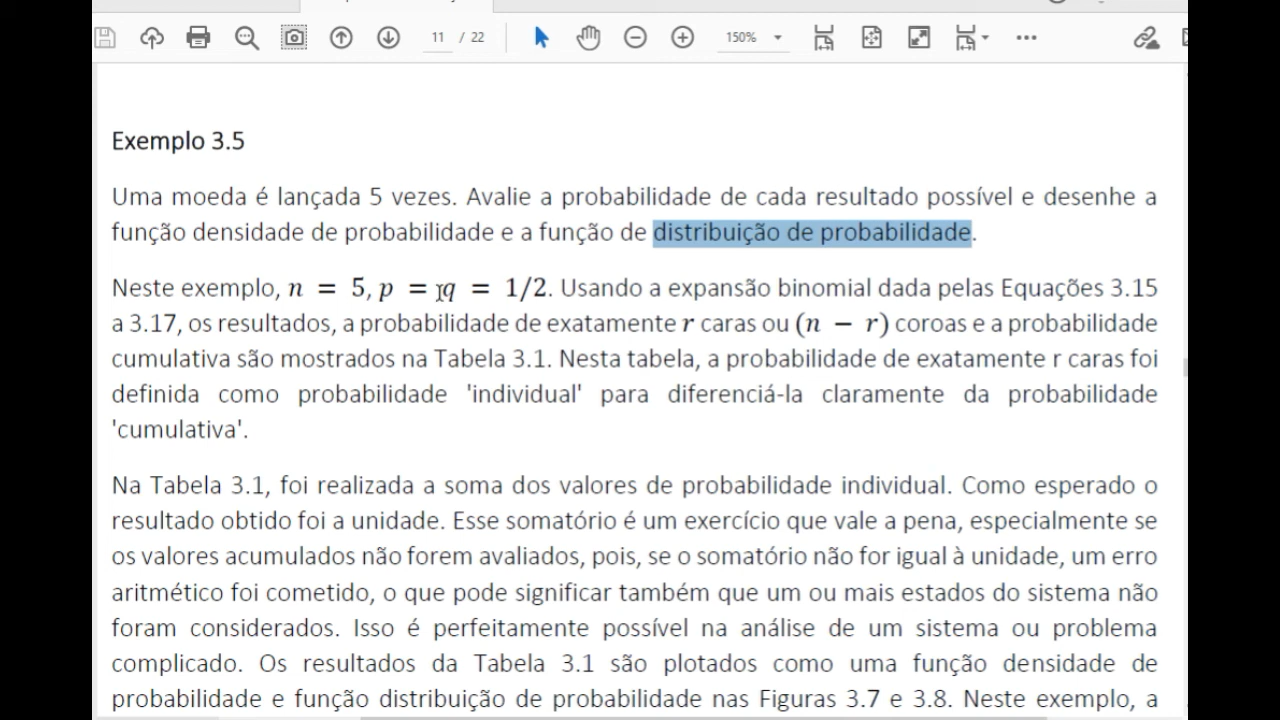 11 / 22 150%
Exemplo 3.5
Uma moeda é lançada 5 vezes. Avalie a probabilidade de cada resultado possível e desenhe a
função densidade de probabilidade e a função de distribuição de probabilidade.
Neste exemplo, n = 5, p = q = 1/2. Usando a expansão binomial dada pelas Equações 3.15
a 3.17, os resultados, a probabilidade de exatamente r caras ou (n − r) coroas e a probabilidade
cumulativa são mostrados na Tabela 3.1. Nesta tabela, a probabilidade de exatamente r caras foi
definida como probabilidade 'individual' para diferenciá-la claramente da probabilidade
'cumulativa'.
Na Tabela 3.1, foi realizada a soma dos valores de probabilidade individual. Como esperado o
resultado obtido foi a unidade. Esse somatório é um exercício que vale a pena, especialmente se
os valores acumulados não forem avaliados, pois, se o somatório não for igual à unidade, um erro
aritmético foi cometido, o que pode significar também que um ou mais estados do sistema não
foram considerados. Isso é perfeitamente possível na análise de um sistema ou problema
complicado. Os resultados da Tabela 3.1 são plotados como uma função densidade de
probabilidade e função distribuição de probabilidade nas Figuras 3.7 e 3.8. Neste exemplo, a